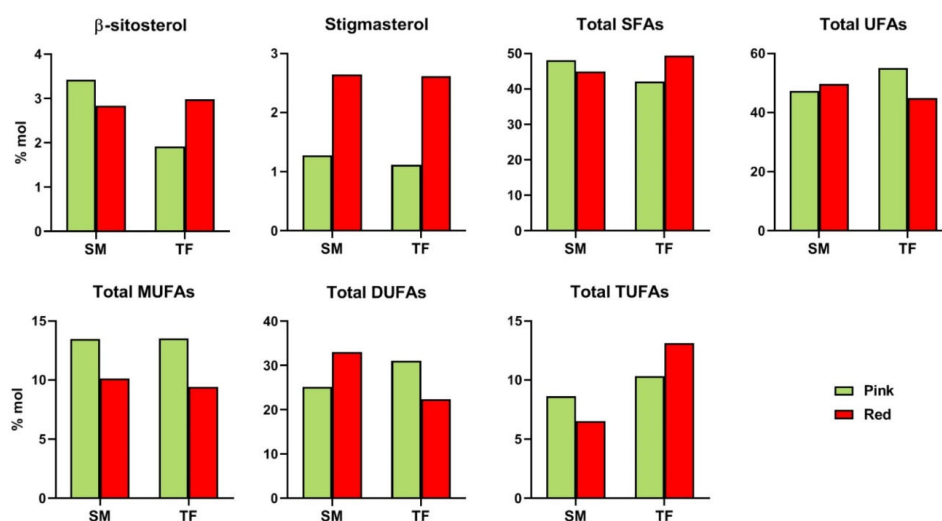 β-sitosterol
% mol
4
3
2
1
0
SM TF
Stigmasterol
3
2
1
0
SM TF
Total SFAs
50
40
30
20
10
0
SM TF
Total UFAs
60
40
20
0
SM TF
Total MUFAs
% mol
15
10
5
0
SM TF
Total DUFAs
40
30
20
10
0
SM TF
Total TUFAs
15
10
5
0
SM TF
Pink
Red